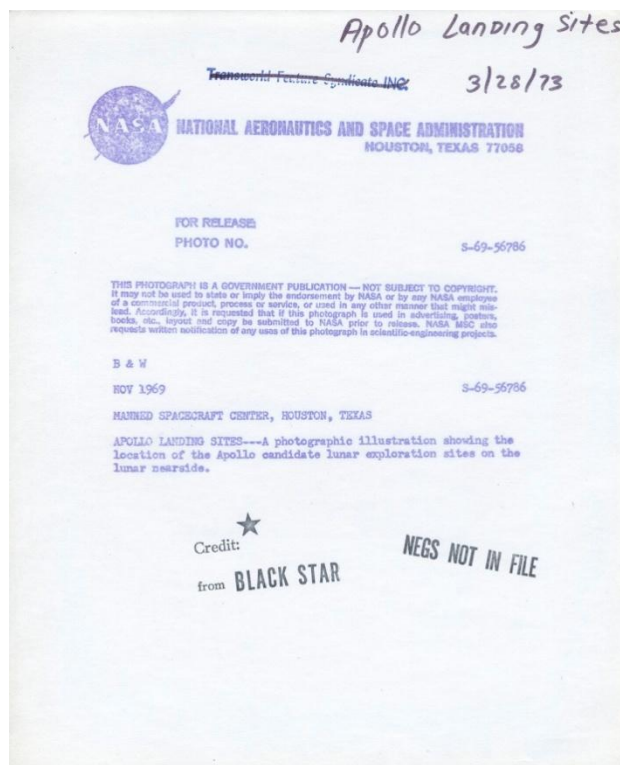 Apollo Landing Sites
Transworld Feature Syndicate INC.
3/28/73
NASA
NATIONAL AERONAUTICS AND SPACE ADMINISTRATION
HOUSTON, TEXAS 77058
FOR RELEASE:
PHOTO NO.
S-69-56786
THIS PHOTOGRAPH IS A GOVERNMENT PUBLICATION — NOT SUBJECT TO COPYRIGHT.
It may not be used to state or imply the endorsement by NASA or by any NASA employee
of a commercial product, process or service, or used in any other manner that might mis-
lead. Accordingly, it is requested that if this photograph is used in advertising, posters,
books, etc., layout and copy be submitted to NASA prior to release. NASA MSC also
requests written notification of any uses of this photograph in scientific-engineering projects.
B & W
NOV 1969
S-69-56786
MANNED SPACECRAFT CENTER, HOUSTON, TEXAS
APOLLO LANDING SITES---A photographic illustration showing the
location of the Apollo candidate lunar exploration sites on the
lunar nearside.
Credit:
from BLACK STAR
NEGS NOT IN FILE